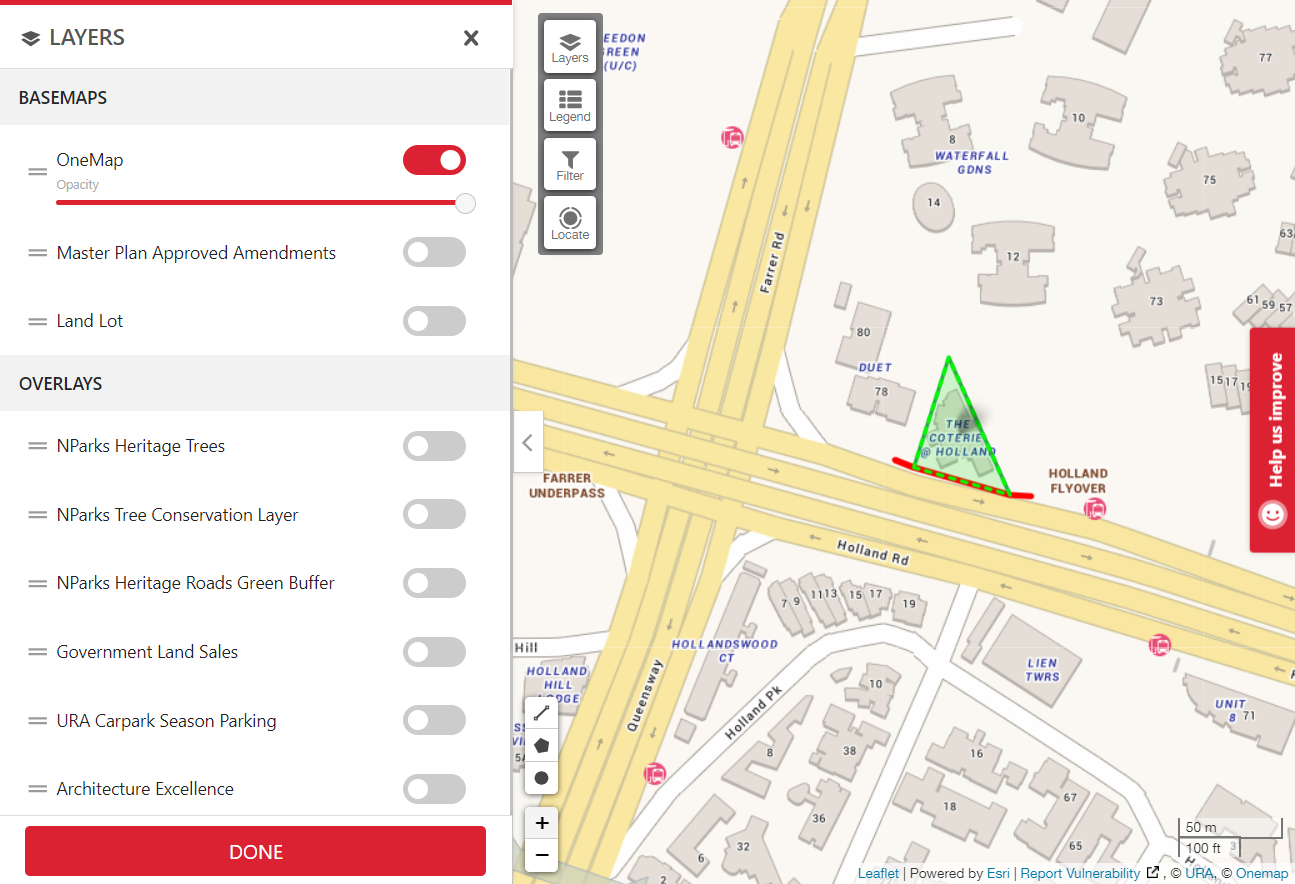 LAYERS
BASEMAPS
OneMap
Opacity
Master Plan Approved Amendments
Land Lot
OVERLAYS
NParks Heritage Trees
NParks Tree Conservation Layer
NParks Heritage Roads Green Buffer
Government Land Sales
URA Carpark Season Parking
Architecture Excellence
DONE
Layers
Legend
Filter
Locate
EEDON
REEN
(U/C)
77
10
8
WATERFALL
GDNS
75
14
63
12
Farrer Rd
73
61 59 57
80
DUET
78
15 17 19
Help us improve
THE
COTERIE
@ HOLLAND
HOLLAND
FLYOVER
FARRER
UNDERPASS
Holland Rd
7 9 11 13 15 17 19
Hill
HOLLANDSWOOD
CT
HOLLAND
HILL
LODGE
LIEN
TWRS
Queensway
Holland Pk
10
UNIT
8 71
5A
8
38
16
67
18
36
65
32
6
2
+
−
50 m
100 ft
3
Leaflet | Powered by Esri | Report Vulnerability , © URA, © Onemap